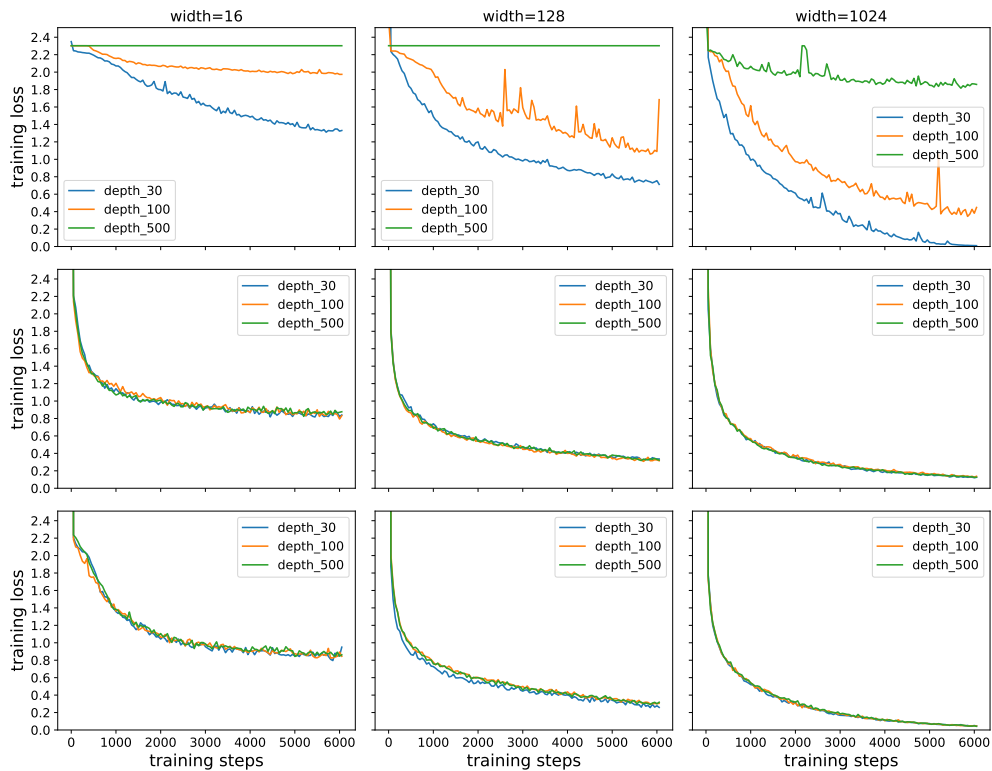 width=16
width=128
width=1024
training loss
2.4
2.2
2.0
1.8
1.6
1.4
1.2
1.0
0.8
0.6
0.4
0.2
0.0
depth_30
depth_100
depth_500
depth_30
depth_100
depth_500
depth_30
depth_100
depth_500
training loss
2.4
2.2
2.0
1.8
1.6
1.4
1.2
1.0
0.8
0.6
0.4
0.2
0.0
depth_30
depth_100
depth_500
depth_30
depth_100
depth_500
depth_30
depth_100
depth_500
training loss
2.4
2.2
2.0
1.8
1.6
1.4
1.2
1.0
0.8
0.6
0.4
0.2
0.0
depth_30
depth_100
depth_500
depth_30
depth_100
depth_500
depth_30
depth_100
depth_500
0 1000 2000 3000 4000 5000 6000
0 1000 2000 3000 4000 5000 6000
0 1000 2000 3000 4000 5000 6000
training steps
training steps
training steps